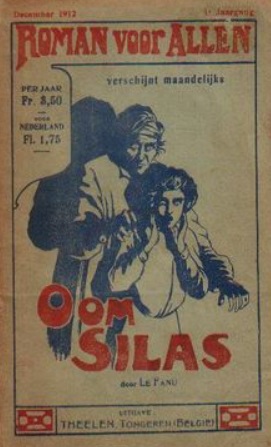 December 1912 1e Jaargang
ROMAN VOOR ALLEN
verschijnt maandelijks
PER JAAR
Fr. 3,50
VOOR
NEDERLAND
Fl. 1,75
OOM
SILAS
door LE FANU
UITGAVE
THEELEN, TONGEREN (BELGIË)